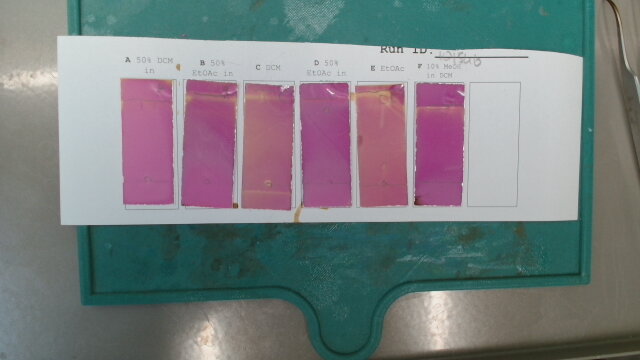 Run ID:
A 50% DCM
in
B 50%
EtOAc in
C DCM
D 50%
EtOAc in
E EtOAc
F 10% MeOH
in DCM